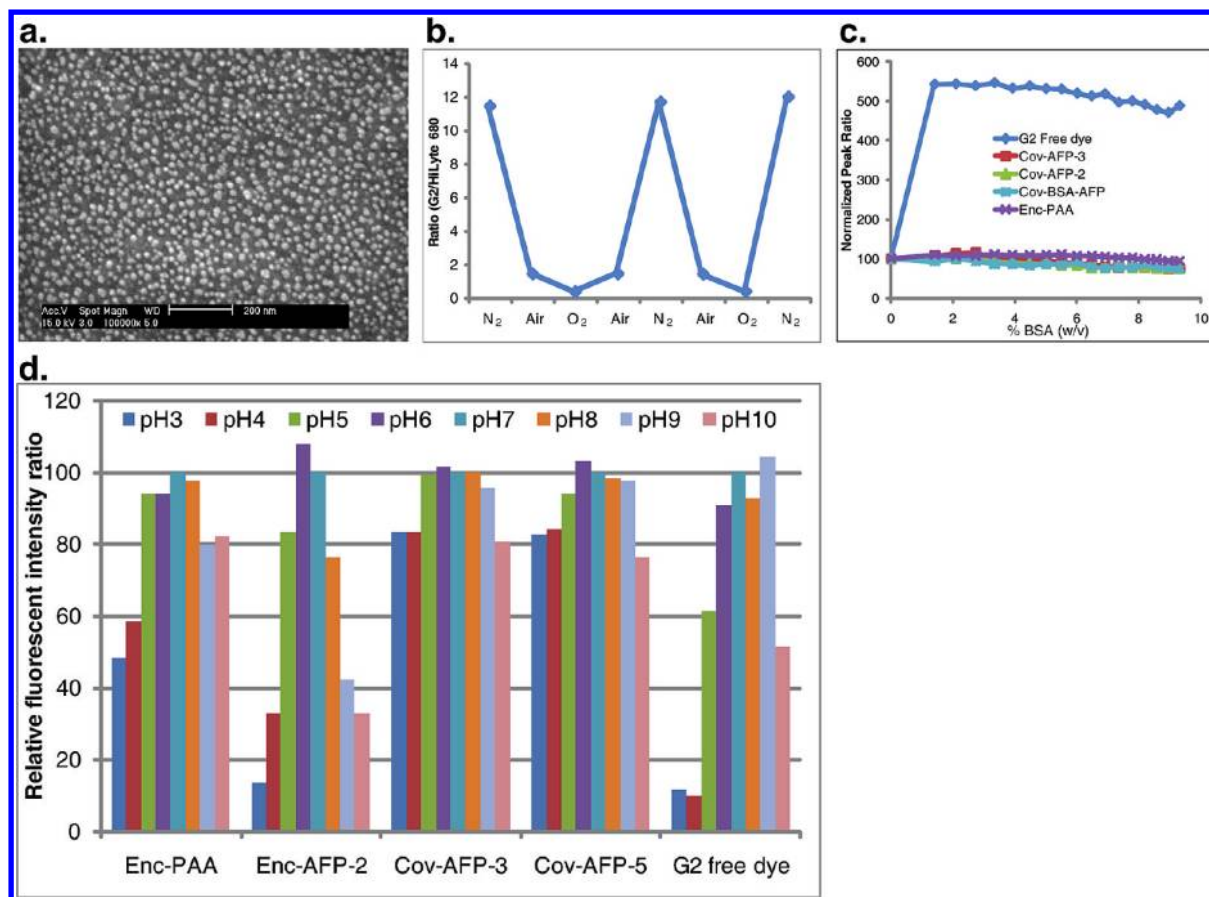 a.
Acc.V Spot Magn WD 200 nm
15.0 kV 3.0 100000x 5.0
b.
Ratio (G2/HiLyte 680
14
12
10
8
6
4
2
0
N2 Air O2 Air N2 Air O2 N2
c.
Normalized Peak Ratio
600
500
400
300
200
100
0
G2 Free dye
Cov-AFP-3
Cov-AFP-2
Cov-BSA-AFP
Enc-PAA
0 2 4 6 8 10
% BSA (w/v)
d.
Relative fluorescent intensity ratio
120
100
80
60
40
20
0
pH3 pH4 pH5 pH6 pH7 pH8 pH9 pH10
Enc-PAA Enc-AFP-2 Cov-AFP-3 Cov-AFP-5 G2 free dye